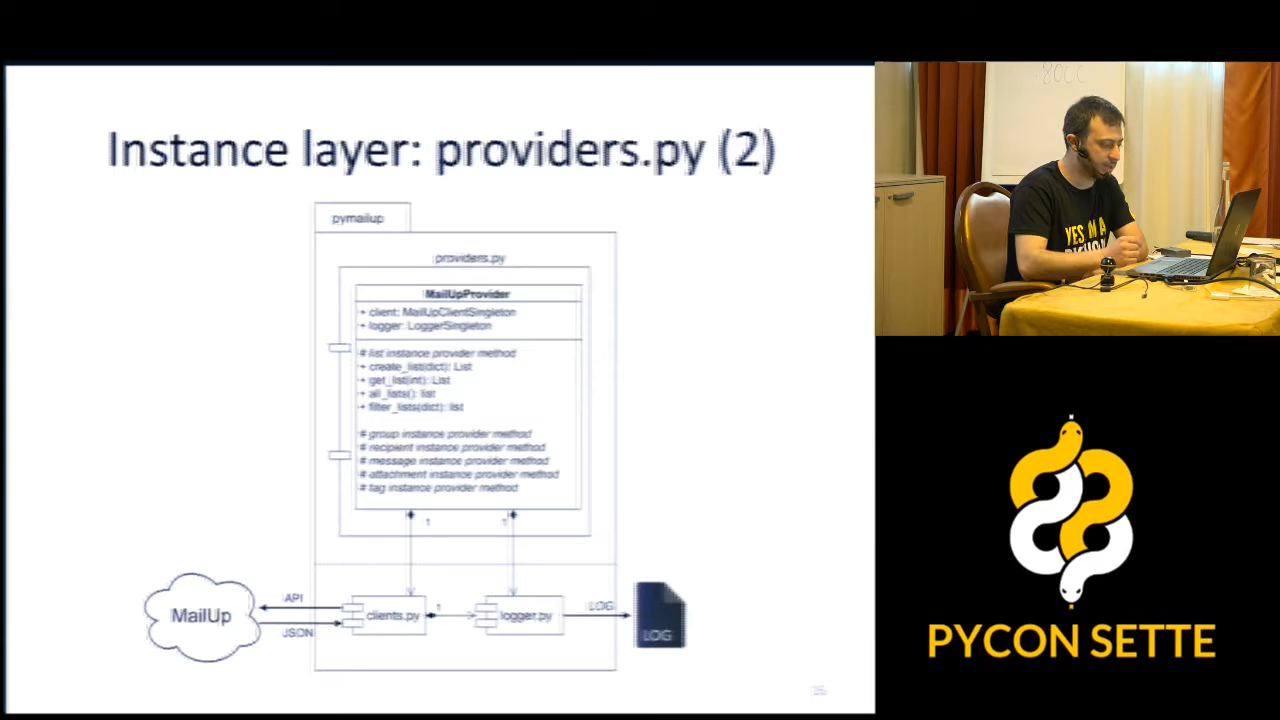 Instance layer: providers.py (2)
pymailup
providers.py
MailUpProvider
+ client: MailUpClientSingleton
+ logger: LoggerSingleton
# list instance provider method
+ create_list(dict): List
+ get_list(int): List
+ all_lists(): list
+ filter_lists(dict): list
# group instance provider method
# recipient instance provider method
# message instance provider method
# attachment instance provider method
# tag instance provider method
1
1
MailUp
API
JSON
clients.py
1
logger.py
LOG
LOG
8000
YES, I'M A
PYCON SETTE